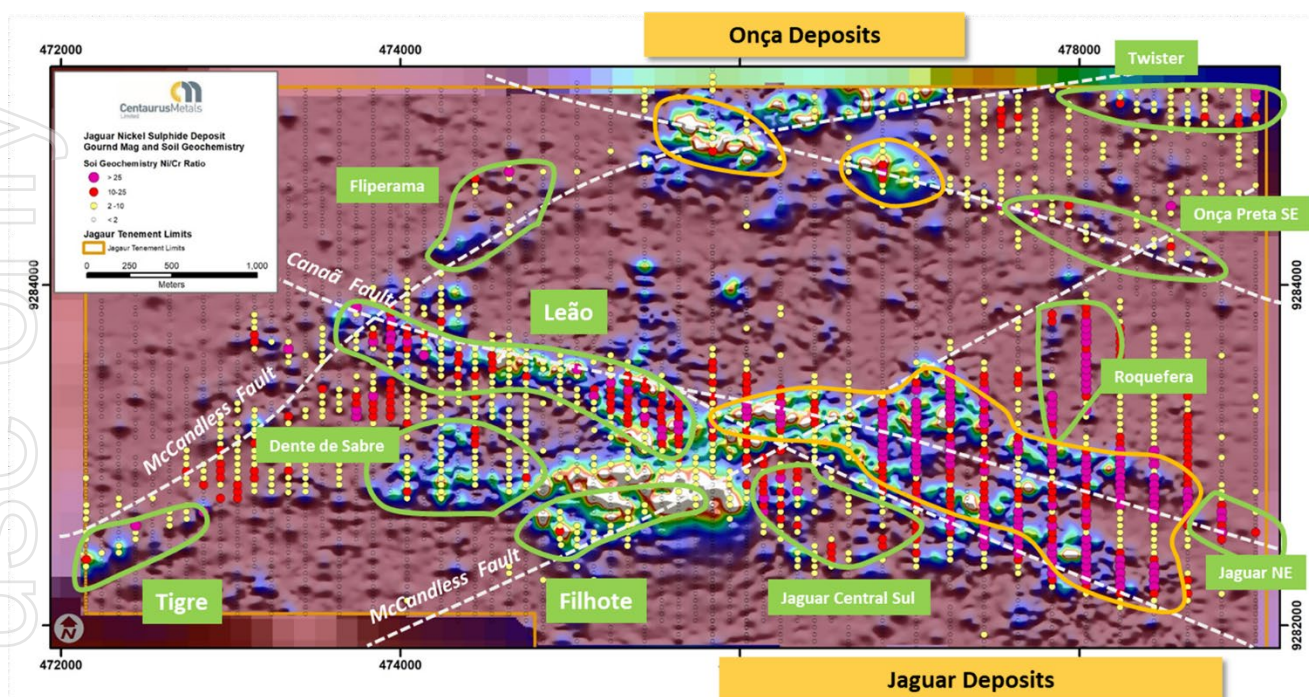 Onça Deposits
472000
474000
478000
Twister
CentaurusMetals
Limited
Jaguar Nickel Sulphide Deposit
Gournd Mag and Soil Geochemistry
Soi Geochemistry Ni/Cr Ratio
> 25
10-25
2 -10
< 2
Jagaur Tenement Limits
Jagaur Tenement Limits
0 250 500 1,000
Meters
Fliperama
Onça Preta SE
9284000
9284000
Canaã Fault
Leão
Roquefera
McCandless Fault
Dente de Sabre
McCandless Fault
Tigre
Filhote
Jaguar Central Sul
Jaguar NE
N
9282000
472000
474000
478000
Jaguar Deposits